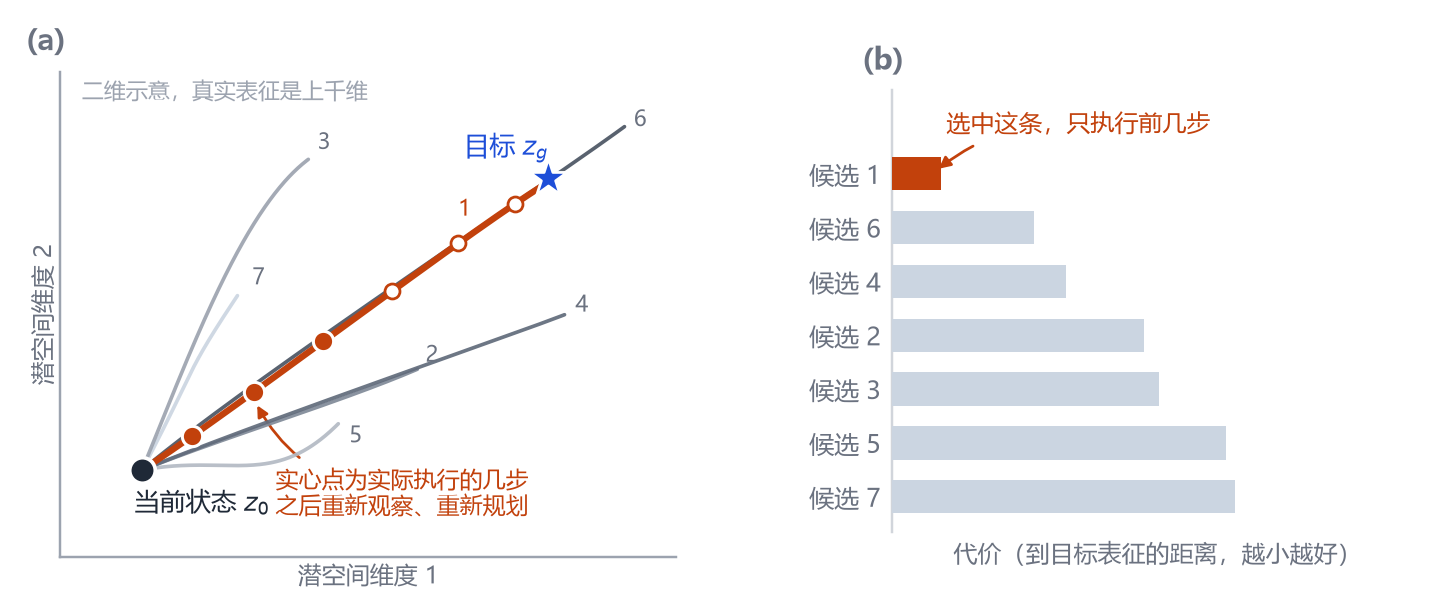 (a)
二维示意，真实表征是上千维
3
6
目标 z_g
1
7
4
2
5
实心点为实际执行的几步
之后重新观察、重新规划
当前状态 z₀
潜空间维度 2
潜空间维度 1
(b)
选中这条，只执行前几步
候选 1
候选 6
候选 4
候选 2
候选 3
候选 5
候选 7
代价（到目标表征的距离，越小越好）